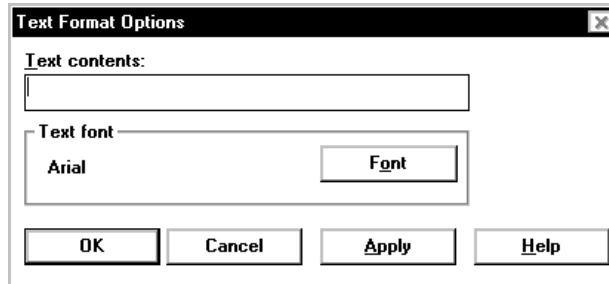 Text Format Options
Text contents:
Text font
Arial
Font
OK Cancel Apply Help